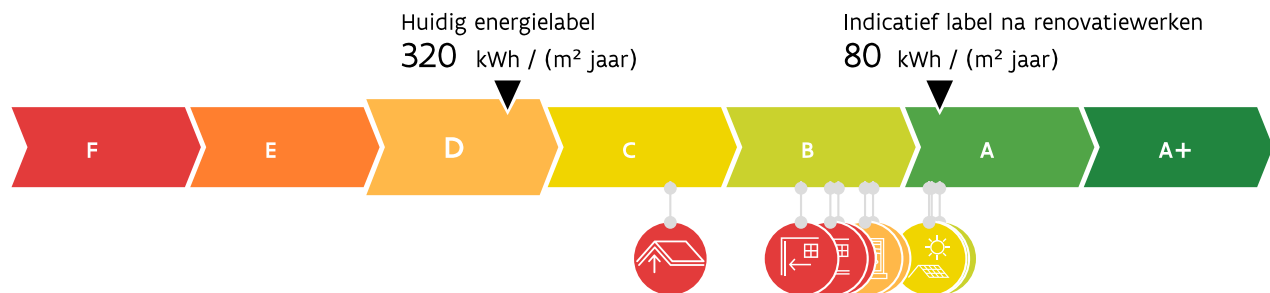 Huidig energielabel
320 kWh / (m² jaar)
Indicatief label na renovatiewerken
80 kWh / (m² jaar)
F
E
D
C
B
A
A+